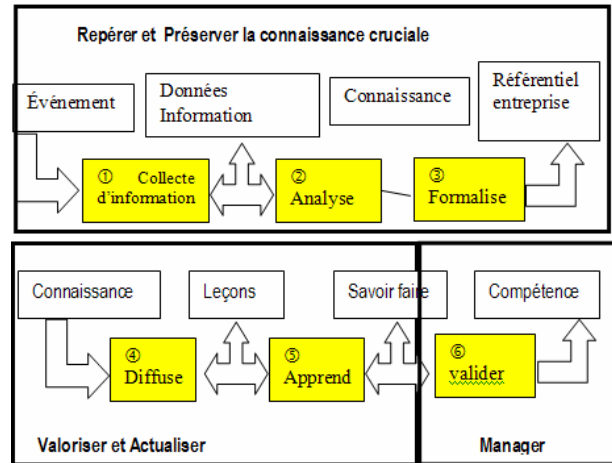 Repérer et Préserver la connaissance cruciale
Événement
Données
Information
Connaissance
Référentiel
entreprise
① Collecte
d'information
②
Analyse
③
Formalise
Connaissance
Leçons
Savoir faire
Compétence
④
Diffuse
⑤
Apprend
⑥
valider
Valoriser et Actualiser
Manager